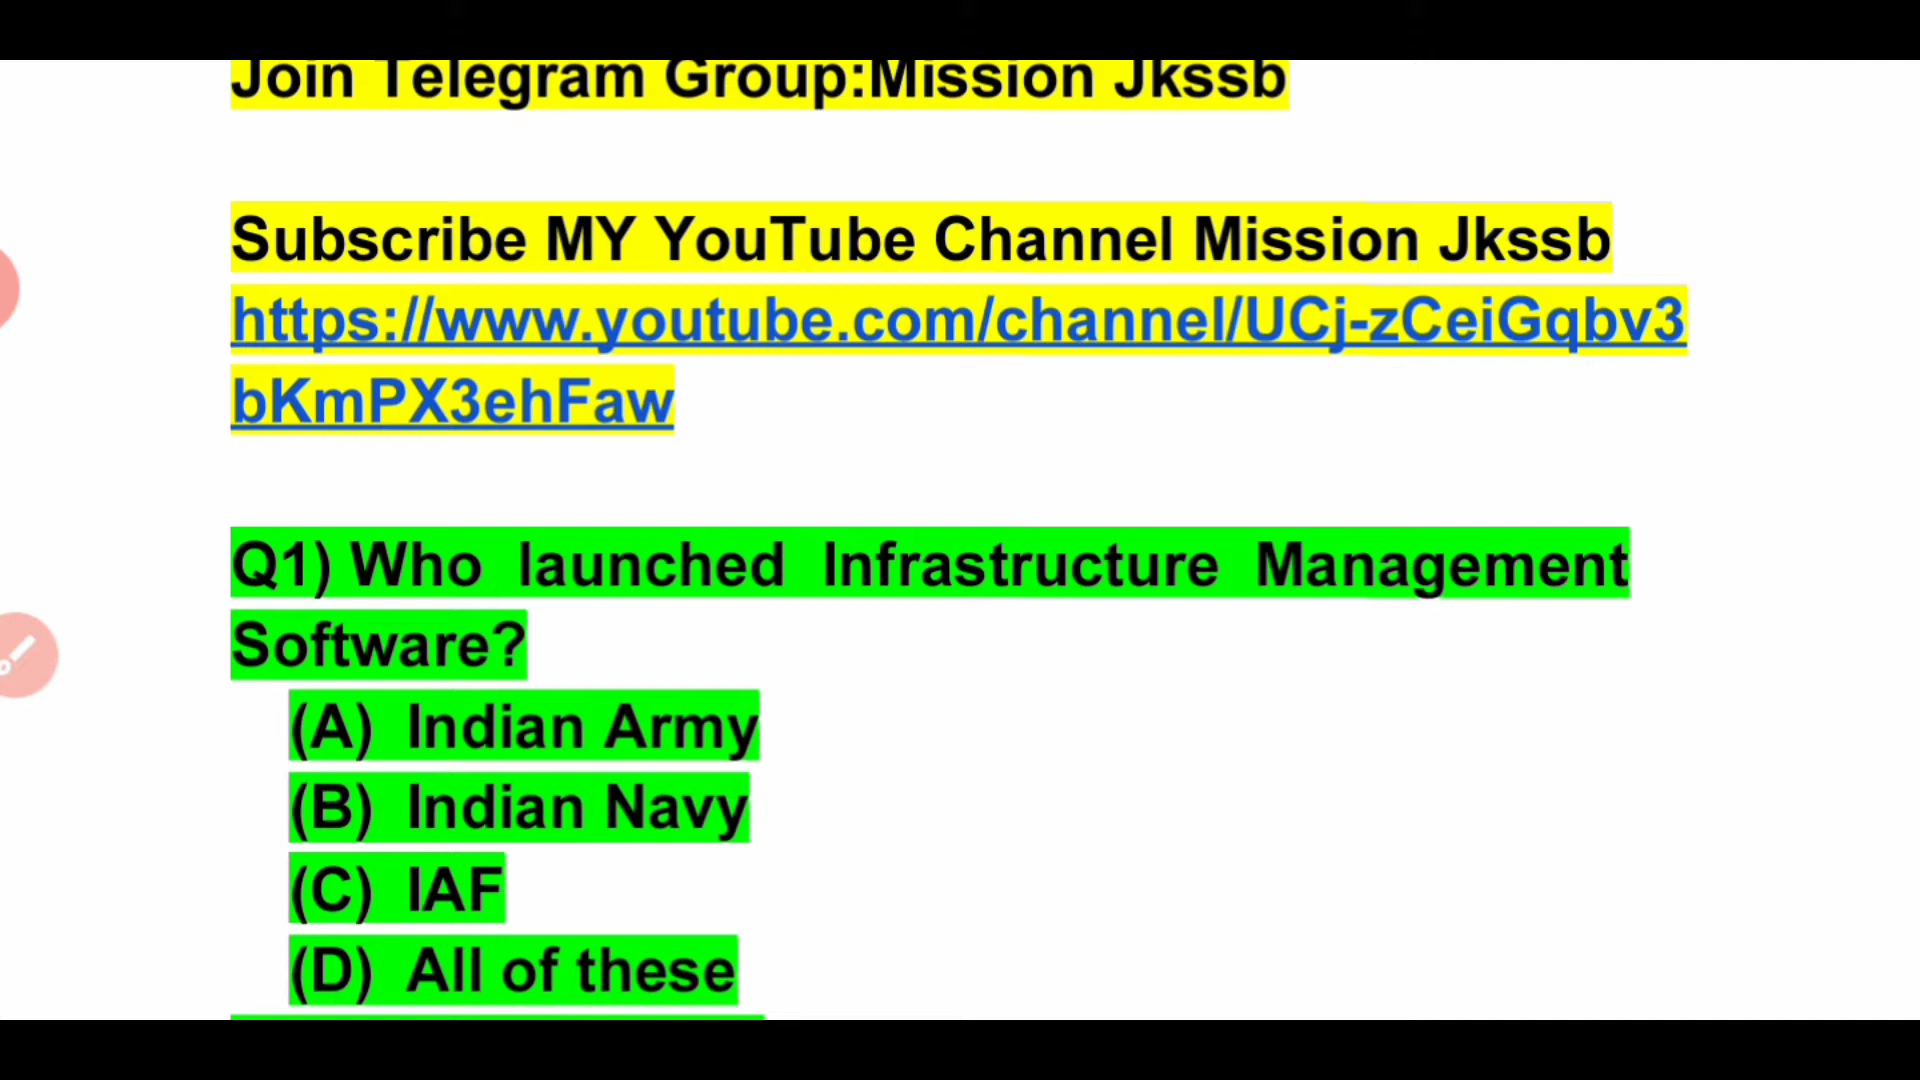 Join Telegram Group:Mission Jkssb
Subscribe MY YouTube Channel Mission Jkssb
https://www.youtube.com/channel/UCj-zCeiGqbv3
bKmPX3ehFaw
Q1) Who launched Infrastructure Management
Software?
(A) Indian Army
(B) Indian Navy
(C) IAF
(D) All of these